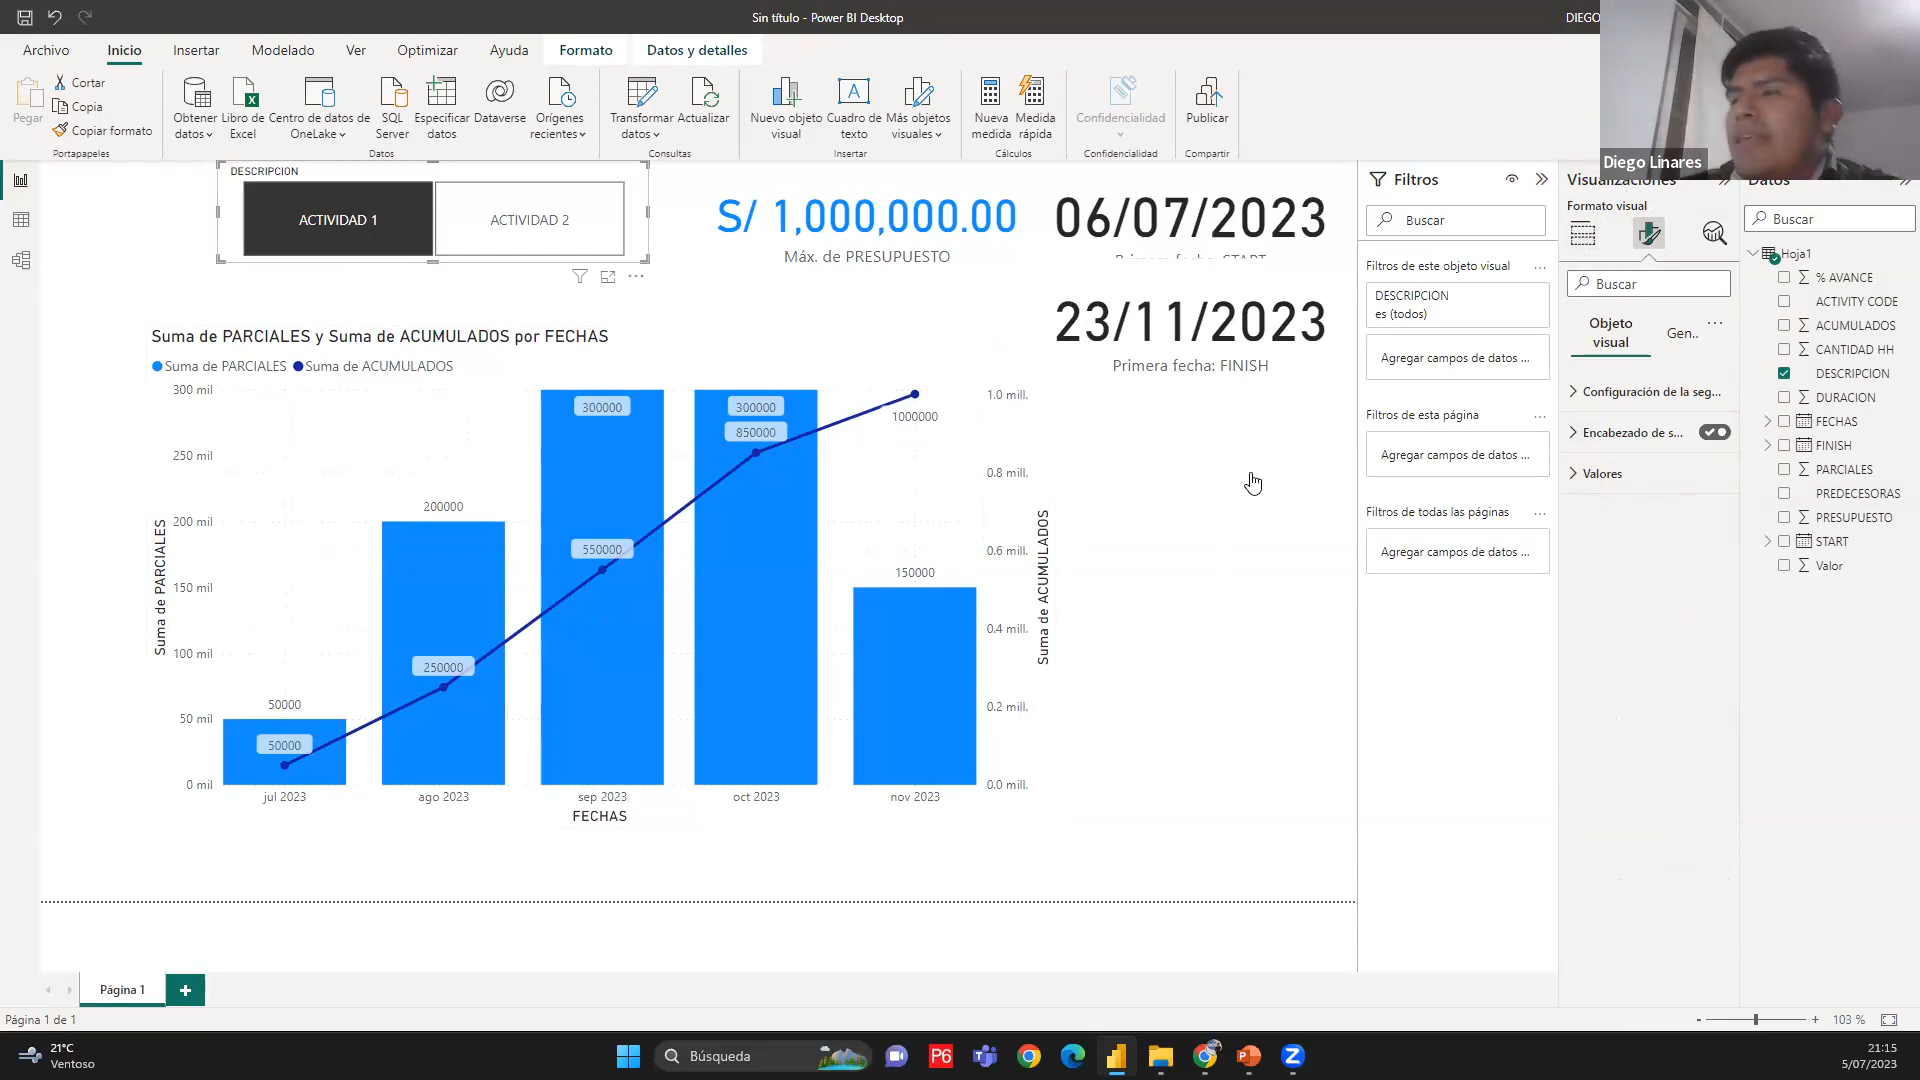 Sin título - Power BI Desktop
DIEGO
Archivo
Inicio
Insertar
Modelado
Ver
Optimizar
Ayuda
Formato
Datos y detalles
Pegar
Cortar
Copia
Copiar formato
Portapapeles
Obtener datos
Libro de Excel
Centro de datos de OneLake
SQL Server
Especificar datos
Dataverse
Orígenes recientes
Datos
Transformar datos
Actualizar
Consultas
Nuevo objeto visual
Cuadro de texto
Más objetos visuales
Insertar
Nueva medida
Medida rápida
Cálculos
Confidencialidad
Confidencialidad
Publicar
Compartir
Diego Linares
DESCRIPCION
ACTIVIDAD 1
ACTIVIDAD 2
S/ 1,000,000.00
Máx. de PRESUPUESTO
06/07/2023
Primera fecha: START
23/11/2023
Primera fecha: FINISH
Suma de PARCIALES y Suma de ACUMULADOS por FECHAS
Suma de PARCIALES
Suma de ACUMULADOS
300 mil
250 mil
200 mil
150 mil
100 mil
50 mil
0 mil
Suma de PARCIALES
50000
50000
200000
250000
300000
550000
300000
850000
1000000
150000
1.0 mill.
0.8 mill.
0.6 mill.
0.4 mill.
0.2 mill.
0.0 mill.
Suma de ACUMULADOS
jul 2023
ago 2023
sep 2023
oct 2023
nov 2023
FECHAS
Filtros
Buscar
Filtros de este objeto visual
DESCRIPCION
es (todos)
Agregar campos de datos ...
Filtros de esta página
Agregar campos de datos ...
Filtros de todas las páginas
Agregar campos de datos ...
Visualizaciones
Formato visual
Buscar
Objeto visual
Gen..
Configuración de la seg...
Encabezado de s...
Valores
Datos
Buscar
Hoja1
% AVANCE
ACTIVITY CODE
ACUMULADOS
CANTIDAD HH
DESCRIPCION
DURACION
FECHAS
FINISH
PARCIALES
PREDECESORAS
PRESUPUESTO
START
Valor
Página 1
Página 1 de 1
103 %
21°C
Ventoso
Búsqueda
P6
21:15
5/07/2023